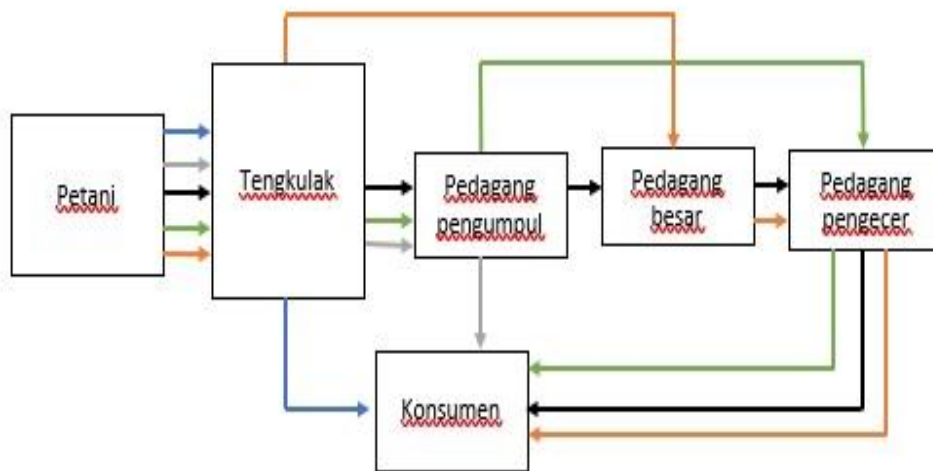 Petani
Tengkulak
Pedagang
pengumpul
Pedagang
besar
Pedagang
pengecer
Konsumen